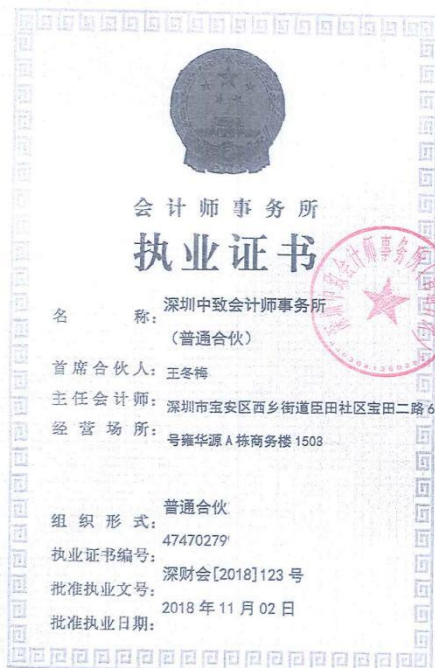 会计师事务所
执业证书
名 称：深圳中致会计师事务所
（普通合伙）
首席合伙人：王冬梅
主任会计师：
经营场所：深圳市宝安区西乡街道臣田社区宝田二路6
号雍华源A栋商务楼1503
组织形式：普通合伙
执业证书编号：47470279
批准执业文号：深财会[2018]123号
批准执业日期：2018年11月02日